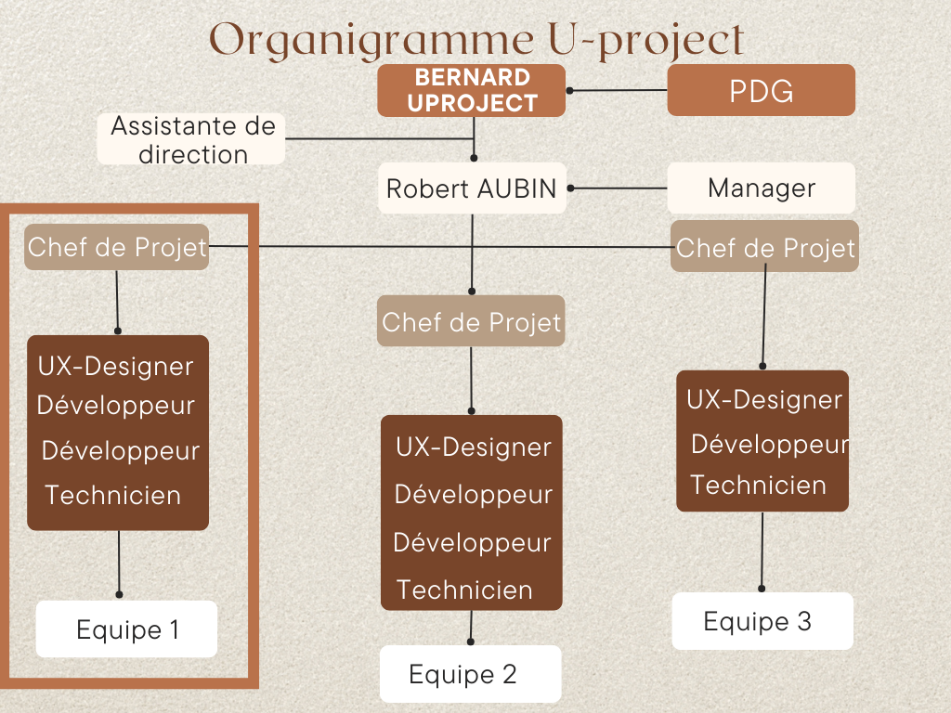 Organigramme U-project
BERNARD
UPROJECT
PDG
Assistante de
direction
Robert AUBIN
Manager
Chef de Projet
Chef de Projet
Chef de Projet
UX-Designer
Développeur
Développeur
Technicien
UX-Designer
Développeur
Développeur
Technicien
UX-Designer
Développeur
Technicien
Equipe 1
Equipe 2
Equipe 3